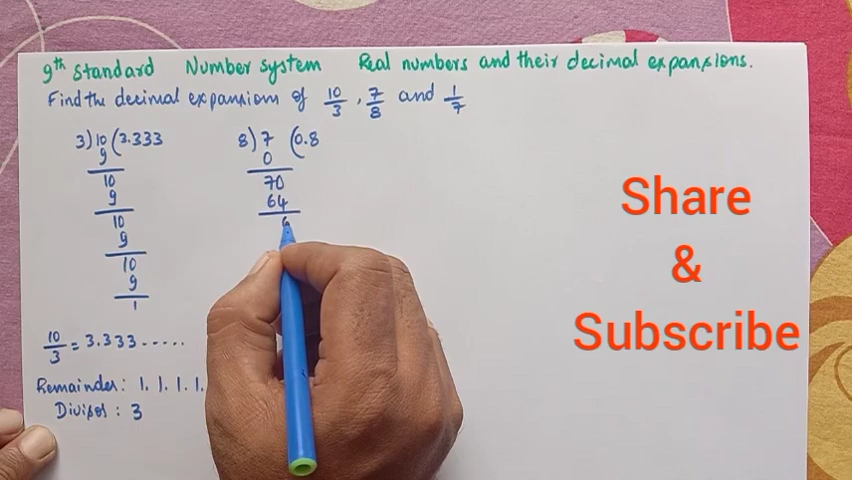 9th Standard Number system Real numbers and their decimal expansions.
Find the decimal expansions of 10/3, 7/8 and 1/7
3)10(3.333
9
10
9
10
9
10
9
1
8)7(0.8
0
70
64
6
10/3 = 3.333.....
Remainder: 1. 1. 1. 1.
Divisor: 3
Share
&
Subscribe